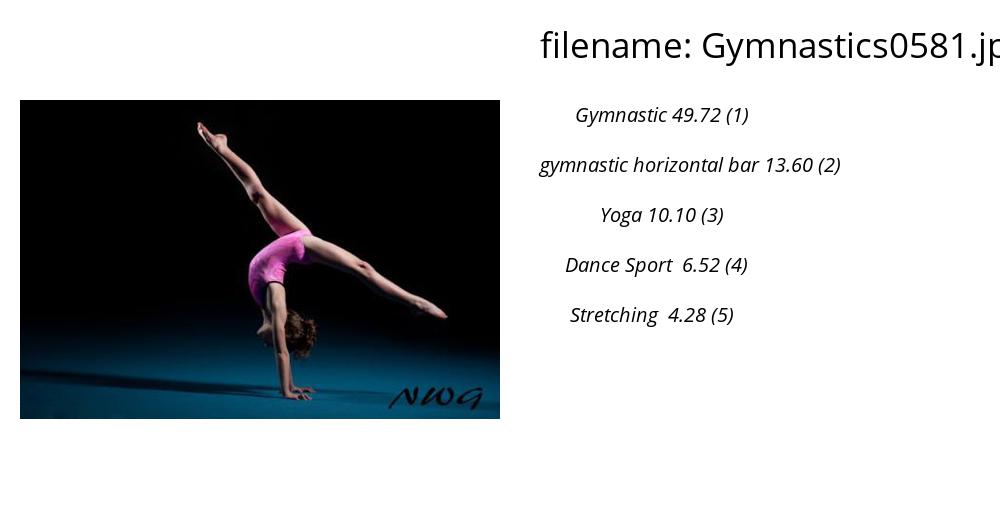 filename: Gymnastics0581.jp
Gymnastic 49.72 (1)
gymnastic horizontal bar 13.60 (2)
Yoga 10.10 (3)
Dance Sport 6.52 (4)
Stretching 4.28 (5)
NWG